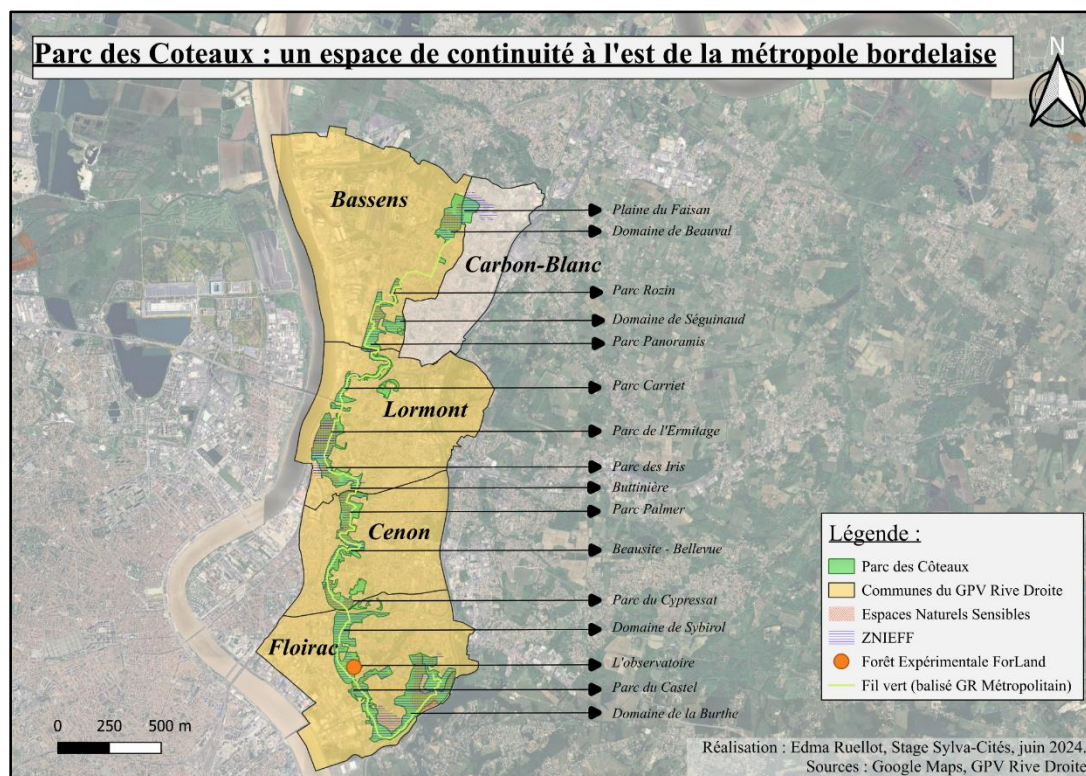 Parc des Coteaux : un espace de continuité à l'est de la métropole bordelaise
N
Bassens
Plaine du Faisan
Domaine de Beauval
Carbon-Blanc
Parc Rozin
Domaine de Séguinaud
Parc Panoramis
Parc Carriet
Lormont
Parc de l'Ermitage
Parc des Iris
Buttinière
Parc Palmer
Cenon
Beausite - Bellevue
Parc du Cypressat
Domaine de Sybirol
Floirac
L'observatoire
Parc du Castel
Domaine de la Burthe
Légende :
Parc des Côteaux
Communes du GPV Rive Droite
Espaces Naturels Sensibles
ZNIEFF
Forêt Expérimentale ForLand
Fil vert (balisé GR Métropolitain)
0 250 500 m
Réalisation : Edma Ruellot, Stage Sylva-Cités, juin 2024.
Sources : Google Maps, GPV Rive Droite